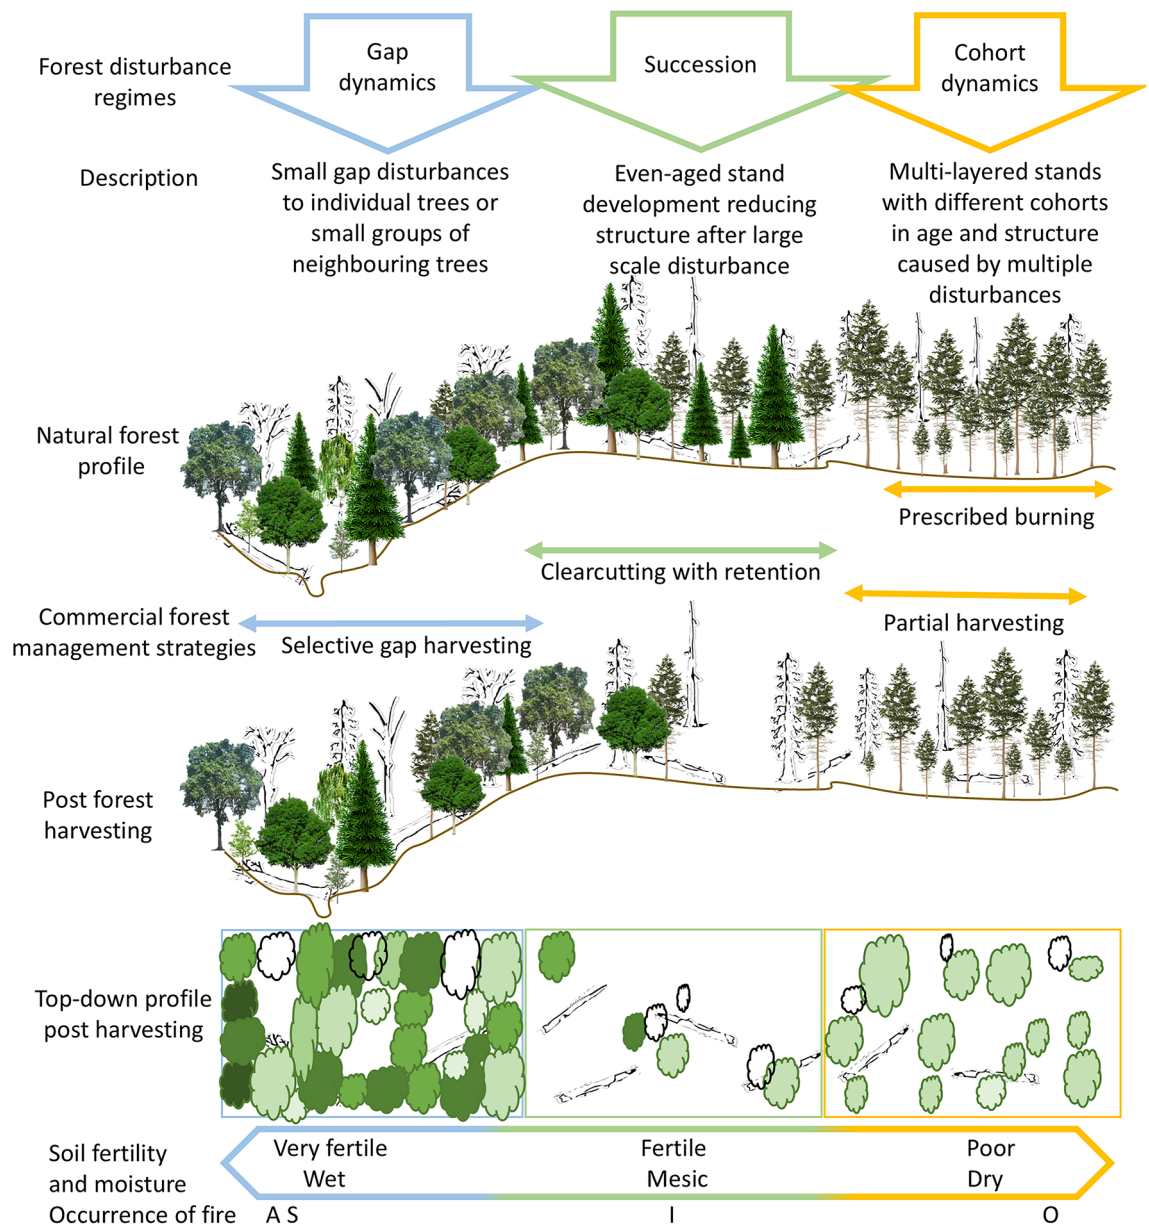 Forest disturbance
regimes
Gap
dynamics
Succession
Cohort
dynamics
Description
Small gap disturbances
to individual trees or
small groups of
neighbouring trees
Even-aged stand
development reducing
structure after large
scale disturbance
Multi-layered stands
with different cohorts
in age and structure
caused by multiple
disturbances
Natural forest
profile
Prescribed burning
Clearcutting with retention
Commercial forest
management strategies
Selective gap harvesting
Partial harvesting
Post forest
harvesting
Top-down profile
post harvesting
Soil fertility
and moisture
Very fertile
Wet
Fertile
Mesic
Poor
Dry
Occurrence of fire
A S
I
O